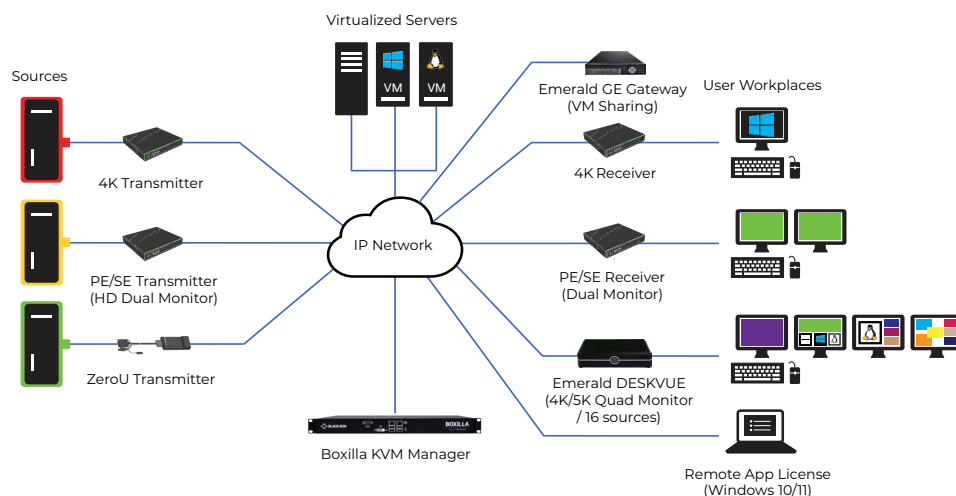 Virtualized Servers
VM
VM
Sources
4K Transmitter
PE/SE Transmitter
(HD Dual Monitor)
ZeroU Transmitter
IP Network
BLACK BOX
BOXILLA
Boxilla KVM Manager
Emerald GE Gateway
(VM Sharing)
4K Receiver
PE/SE Receiver
(Dual Monitor)
Emerald DESKVUE
(4K/5K Quad Monitor
/ 16 sources)
User Workplaces
Remote App License
(Windows 10/11)